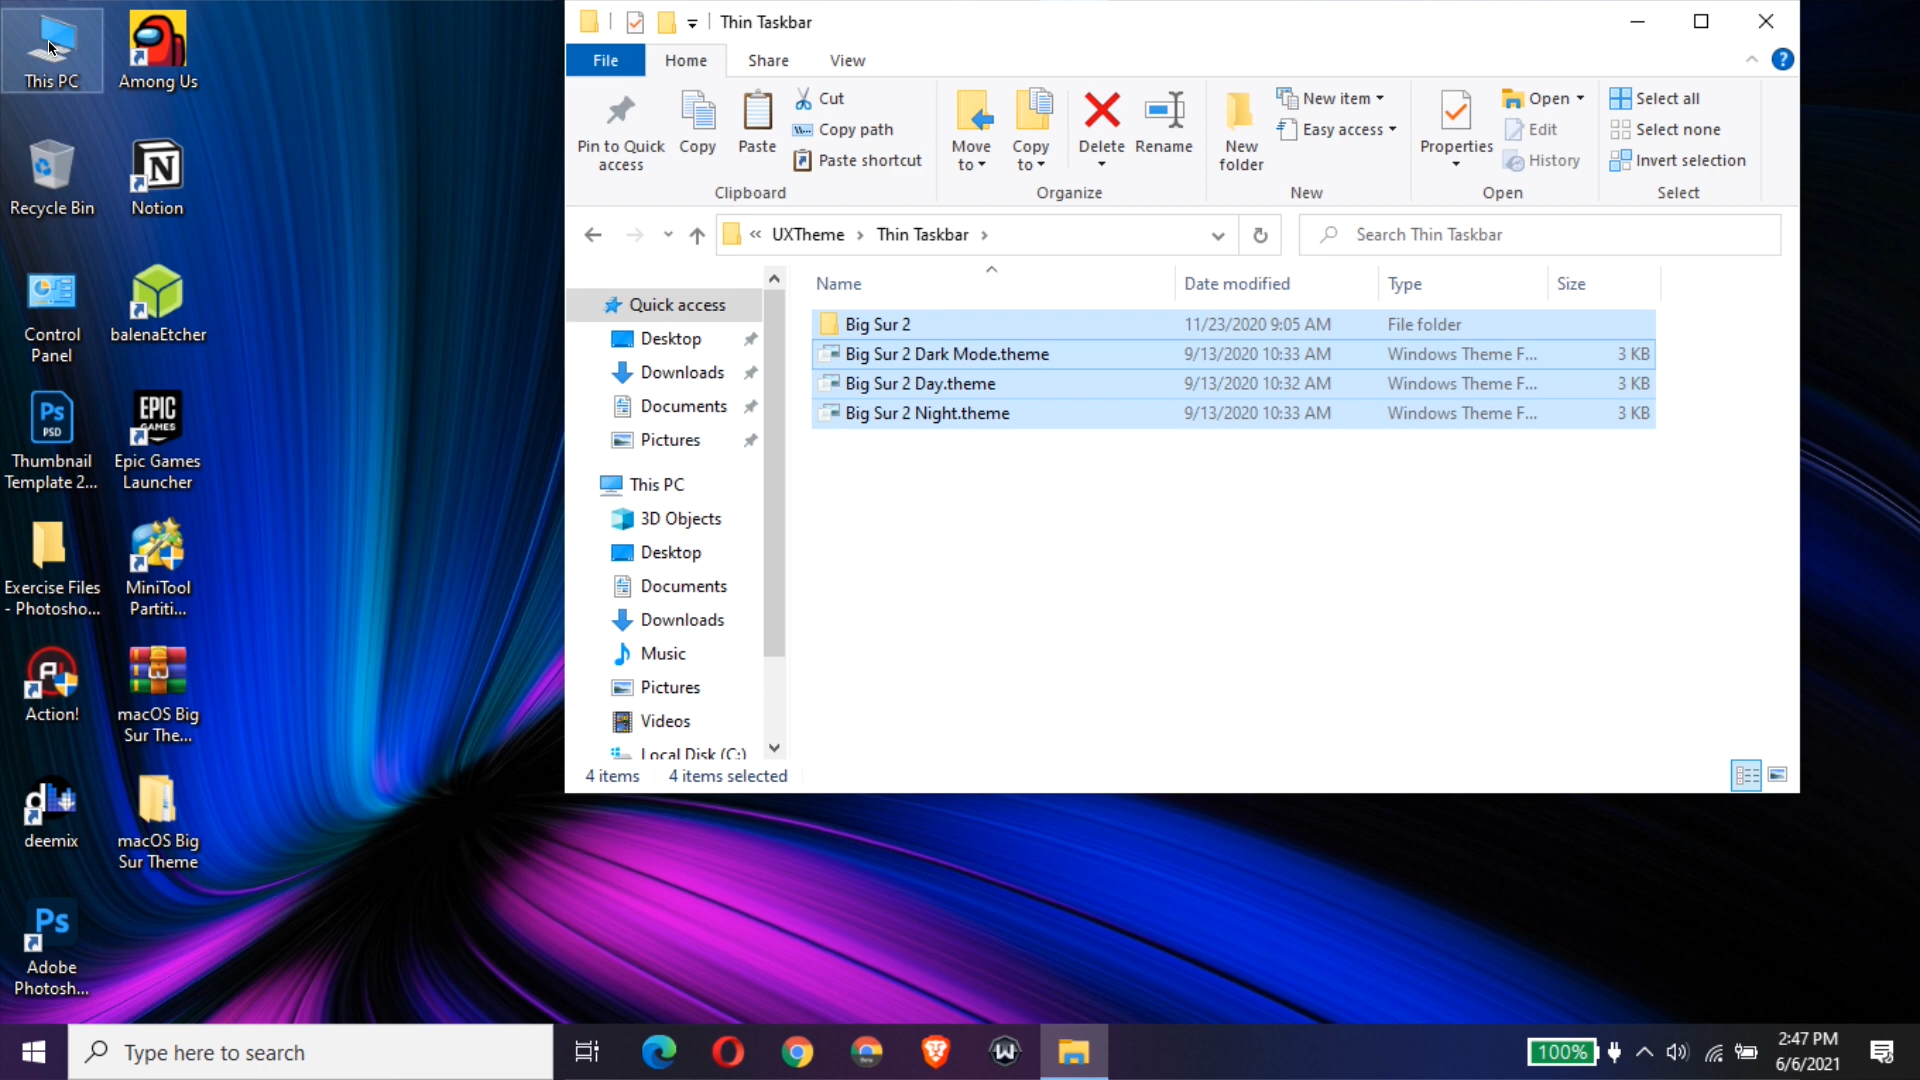 This PC
Among Us
Recycle Bin
Notion
Control
Panel
balenaEtcher
Ps
PSD
Thumbnail
Template 2...
EPIC
GAMES
Epic Games
Launcher
Exercise Files
- Photosho...
MiniTool
Partiti...
Action!
macOS Big
Sur The...
deemix
macOS Big
Sur Theme
Ps
Adobe
Photosh...
Thin Taskbar
File Home Share View
Pin to Quick
access
Copy
Paste
Cut
Copy path
Paste shortcut
Clipboard
Move
to
Copy
to
Delete
Rename
Organize
New
folder
New item
Easy access
New
Properties
Open
Edit
History
Open
Select all
Select none
Invert selection
Select
« UXTheme › Thin Taskbar ›
Search Thin Taskbar
Quick access
Desktop
Downloads
Documents
Pictures
This PC
3D Objects
Desktop
Documents
Downloads
Music
Pictures
Videos
Local Disk (C:)
Name Date modified Type Size
Big Sur 2 11/23/2020 9:05 AM File folder
Big Sur 2 Dark Mode.theme 9/13/2020 10:33 AM Windows Theme F... 3 KB
Big Sur 2 Day.theme 9/13/2020 10:32 AM Windows Theme F... 3 KB
Big Sur 2 Night.theme 9/13/2020 10:33 AM Windows Theme F... 3 KB
4 items 4 items selected
Type here to search
100%
2:47 PM
6/6/2021